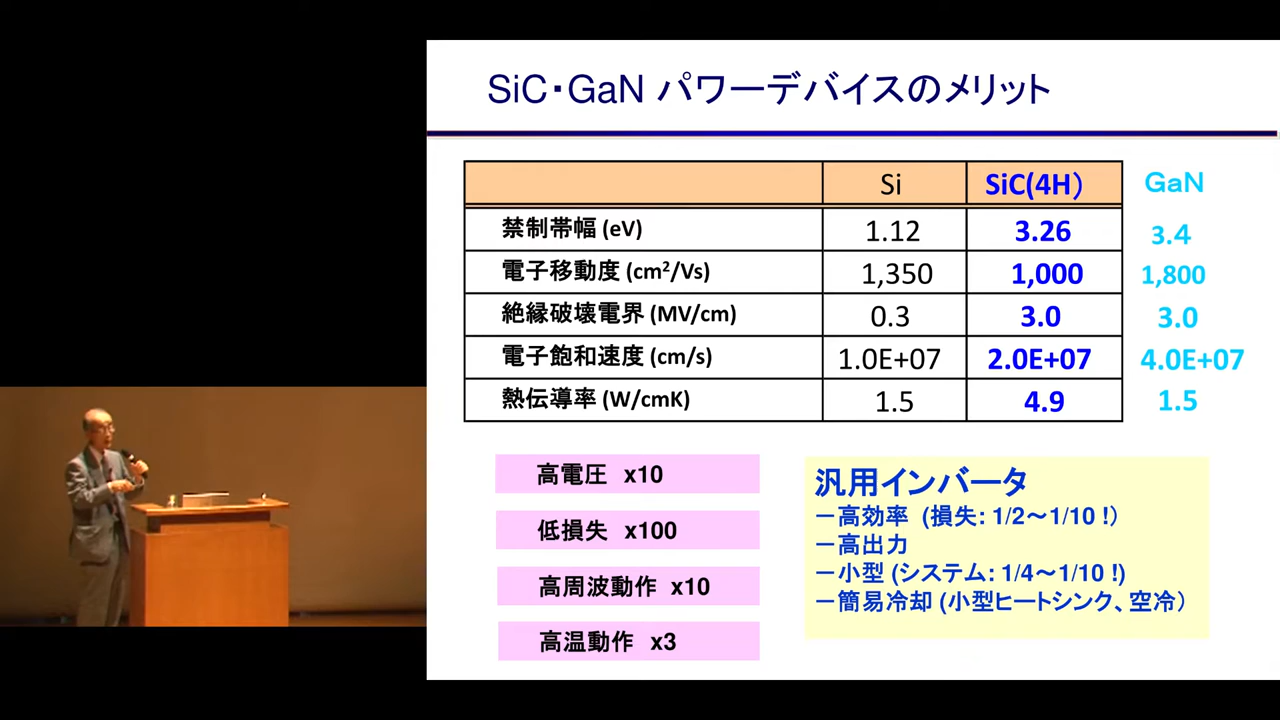 SiC・GaN パワーデバイスのメリット
Si SiC(4H) GaN
禁制帯幅 (eV) 1.12 3.26 3.4
電子移動度 (cm²/Vs) 1,350 1,000 1,800
絶縁破壊電界 (MV/cm) 0.3 3.0 3.0
電子飽和速度 (cm/s) 1.0E+07 2.0E+07 4.0E+07
熱伝導率 (W/cmK) 1.5 4.9 1.5
高電圧 x10
低損失 x100
高周波動作 x10
高温動作 x3
汎用インバータ
－高効率 (損失: 1/2～1/10 !)
－高出力
－小型 (システム: 1/4～1/10 !)
－簡易冷却 (小型ヒートシンク、空冷)